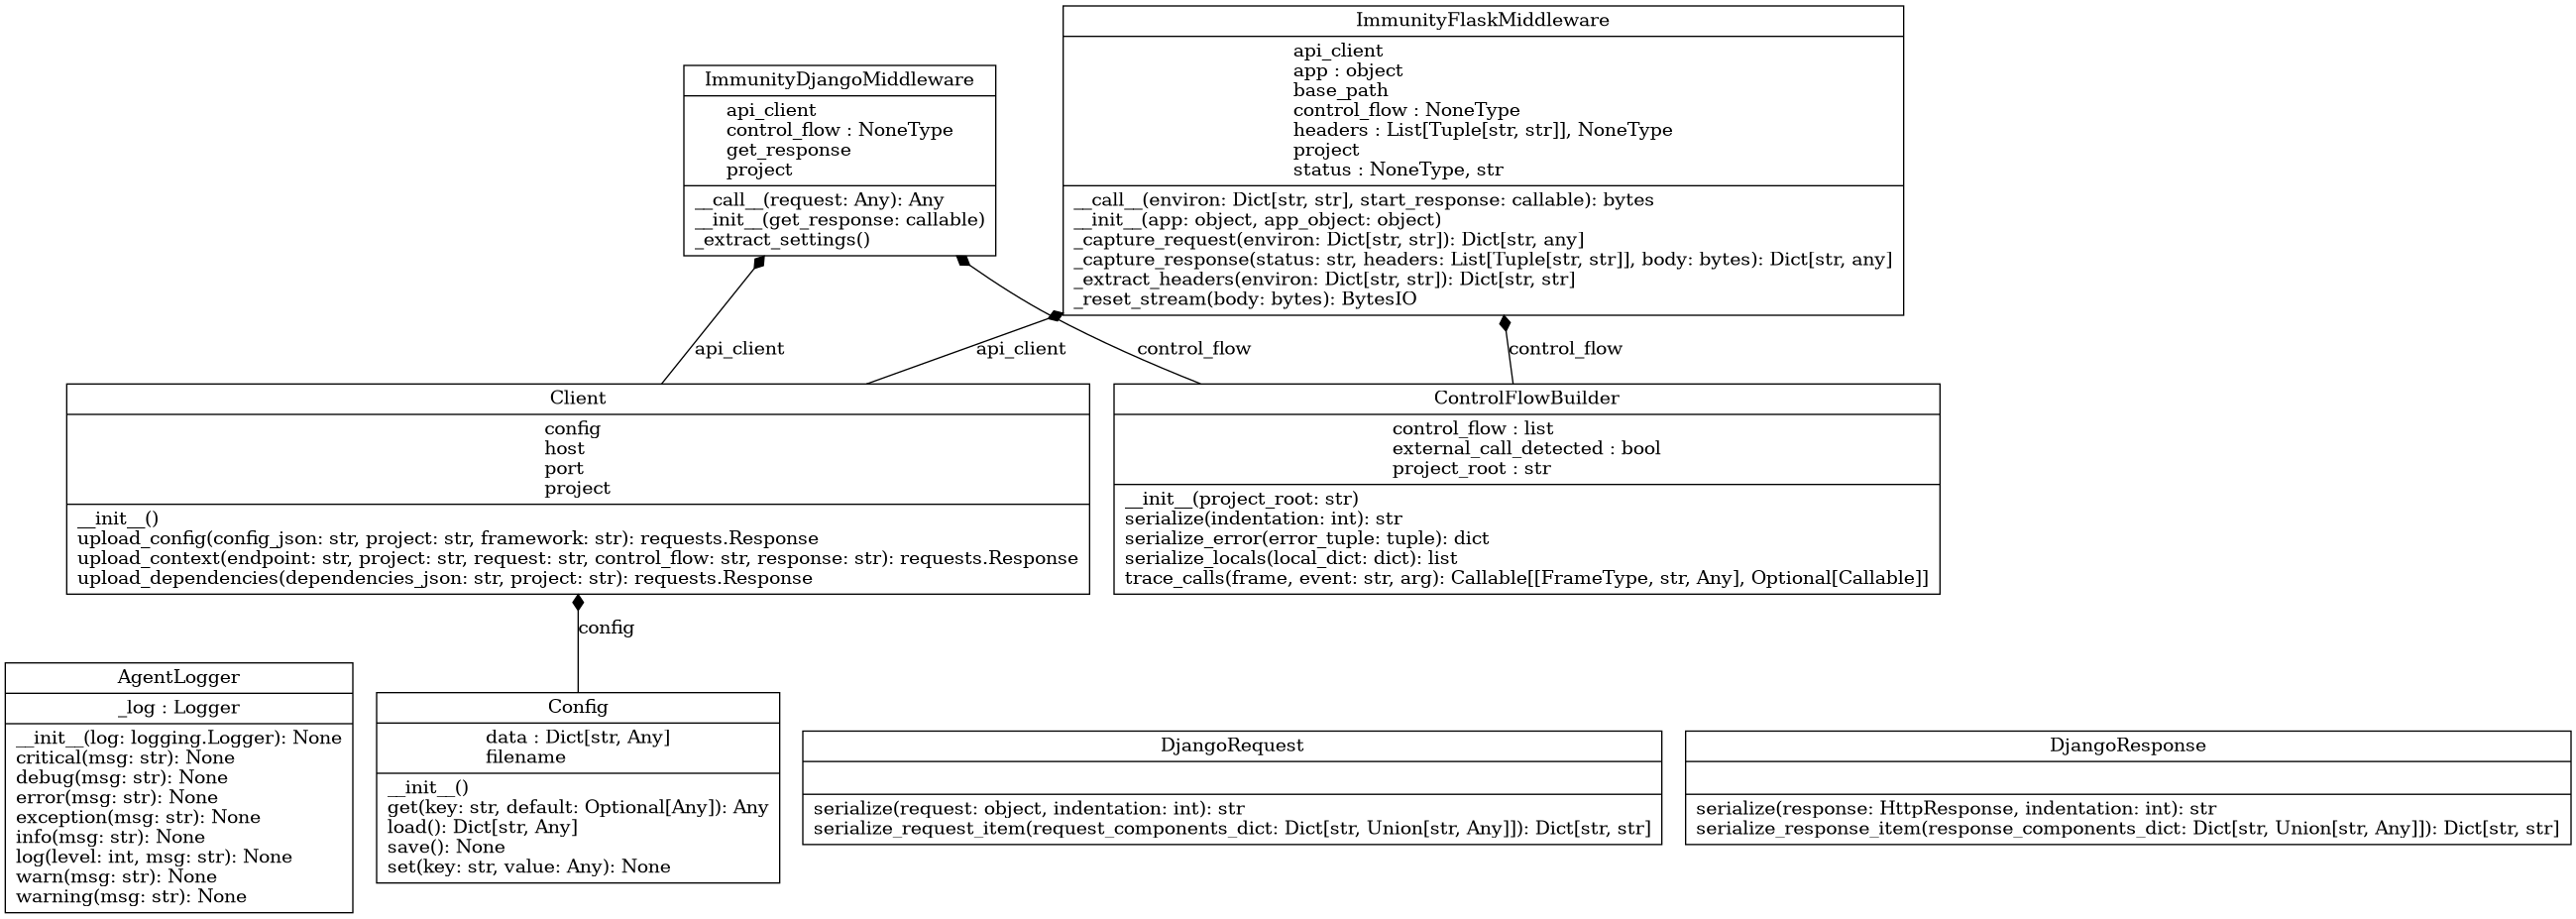 ImmunityDjangoMiddleware
api_client
control_flow : NoneType
get_response
project
__call__(request: Any): Any
__init__(get_response: callable)
_extract_settings()
ImmunityFlaskMiddleware
api_client
app : object
base_path
control_flow : NoneType
headers : List[Tuple[str, str]], NoneType
project
status : NoneType, str
__call__(environ: Dict[str, str], start_response: callable): bytes
__init__(app: object, app_object: object)
_capture_request(environ: Dict[str, str]): Dict[str, any]
_capture_response(status: str, headers: List[Tuple[str, str]], body: bytes): Dict[str, any]
_extract_headers(environ: Dict[str, str]): Dict[str, str]
_reset_stream(body: bytes): BytesIO
api_client
api_client
control_flow
control_flow
Client
config
host
port
project
__init__()
upload_config(config_json: str, project: str, framework: str): requests.Response
upload_context(endpoint: str, project: str, request: str, control_flow: str, response: str): requests.Response
upload_dependencies(dependencies_json: str, project: str): requests.Response
ControlFlowBuilder
control_flow : list
external_call_detected : bool
project_root : str
__init__(project_root: str)
serialize(indentation: int): str
serialize_error(error_tuple: tuple): dict
serialize_locals(local_dict: dict): list
trace_calls(frame, event: str, arg): Callable[[FrameType, str, Any], Optional[Callable]]
config
AgentLogger
_log : Logger
__init__(log: logging.Logger): None
critical(msg: str): None
debug(msg: str): None
error(msg: str): None
exception(msg: str): None
info(msg: str): None
log(level: int, msg: str): None
warn(msg: str): None
warning(msg: str): None
Config
data : Dict[str, Any]
filename
__init__()
get(key: str, default: Optional[Any]): Any
load(): Dict[str, Any]
save(): None
set(key: str, value: Any): None
DjangoRequest
serialize(request: object, indentation: int): str
serialize_request_item(request_components_dict: Dict[str, Union[str, Any]]): Dict[str, str]
DjangoResponse
serialize(response: HttpResponse, indentation: int): str
serialize_response_item(response_components_dict: Dict[str, Union[str, Any]]): Dict[str, str]